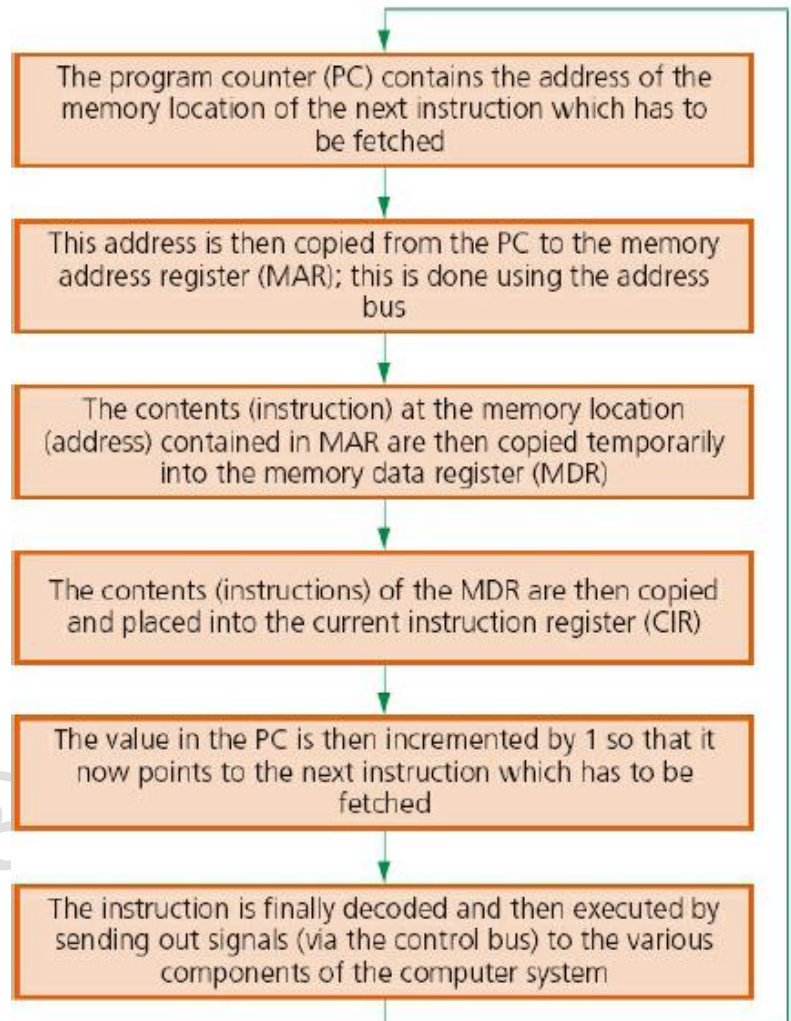 The program counter (PC) contains the address of the
memory location of the next instruction which has to
be fetched
This address is then copied from the PC to the memory
address register (MAR); this is done using the address
bus
The contents (instruction) at the memory location
(address) contained in MAR are then copied temporarily
into the memory data register (MDR)
The contents (instructions) of the MDR are then copied
and placed into the current instruction register (CIR)
The value in the PC is then incremented by 1 so that it
now points to the next instruction which has to be
fetched
The instruction is finally decoded and then executed by
sending out signals (via the control bus) to the various
components of the computer system